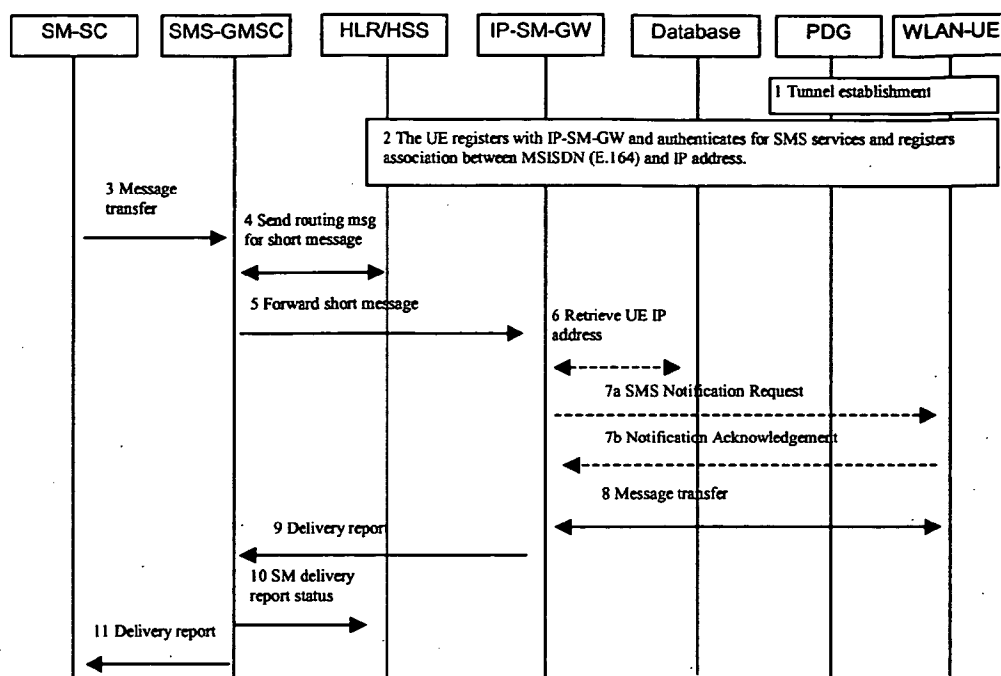 SM-SC
SMS-GMSC
HLR/HSS
IP-SM-GW
Database
PDG
WLAN-UE
1 Tunnel establishment
2 The UE registers with IP-SM-GW and authenticates for SMS services and registers
association between MSISDN (E.164) and IP address.
3 Message
transfer
4 Send routing msg
for short message
5 Forward short message
6 Retrieve UE IP
address
7a SMS Notification Request
7b Notification Acknowledgement
8 Message transfer
9 Delivery report
10 SM delivery
report status
11 Delivery report